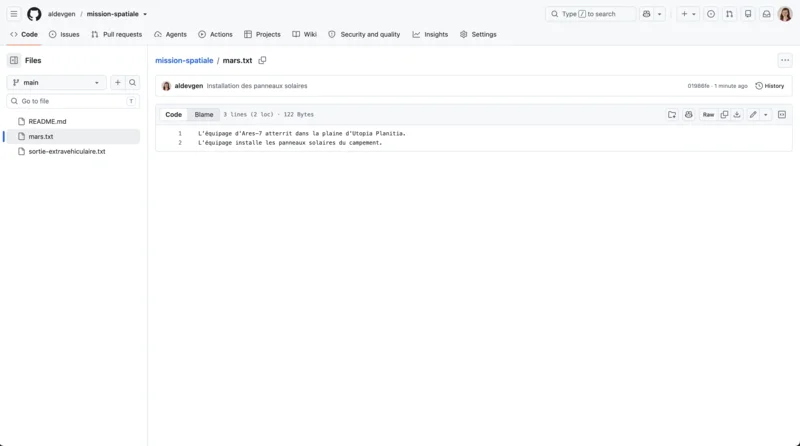 aldevgen / mission-spatiale
Type / to search
Code Issues Pull requests Agents Actions Projects Wiki Security and quality Insights Settings
Files
main
Go to file T
README.md
mars.txt
sortie-extravehiculaire.txt
mission-spatiale / mars.txt
aldevgen Installation des panneaux solaires
01986fe · 1 minute ago History
Code Blame 3 lines (2 loc) · 122 Bytes
Raw
1 L'équipage d'Ares-7 atterrit dans la plaine d'Utopia Planitia.
2 L'équipage installe les panneaux solaires du campement.